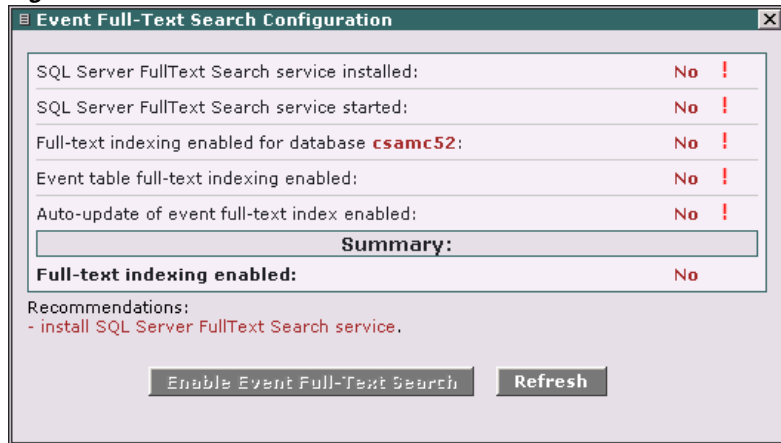 Event Full-Text Search Configuration
SQL Server FullText Search service installed: No !
SQL Server FullText Search service started: No !
Full-text indexing enabled for database csamc52: No !
Event table full-text indexing enabled: No !
Auto-update of event full-text index enabled: No !
Summary:
Full-text indexing enabled: No
Recommendations:
- install SQL Server FullText Search service.
Enable Event Full-Text Search Refresh